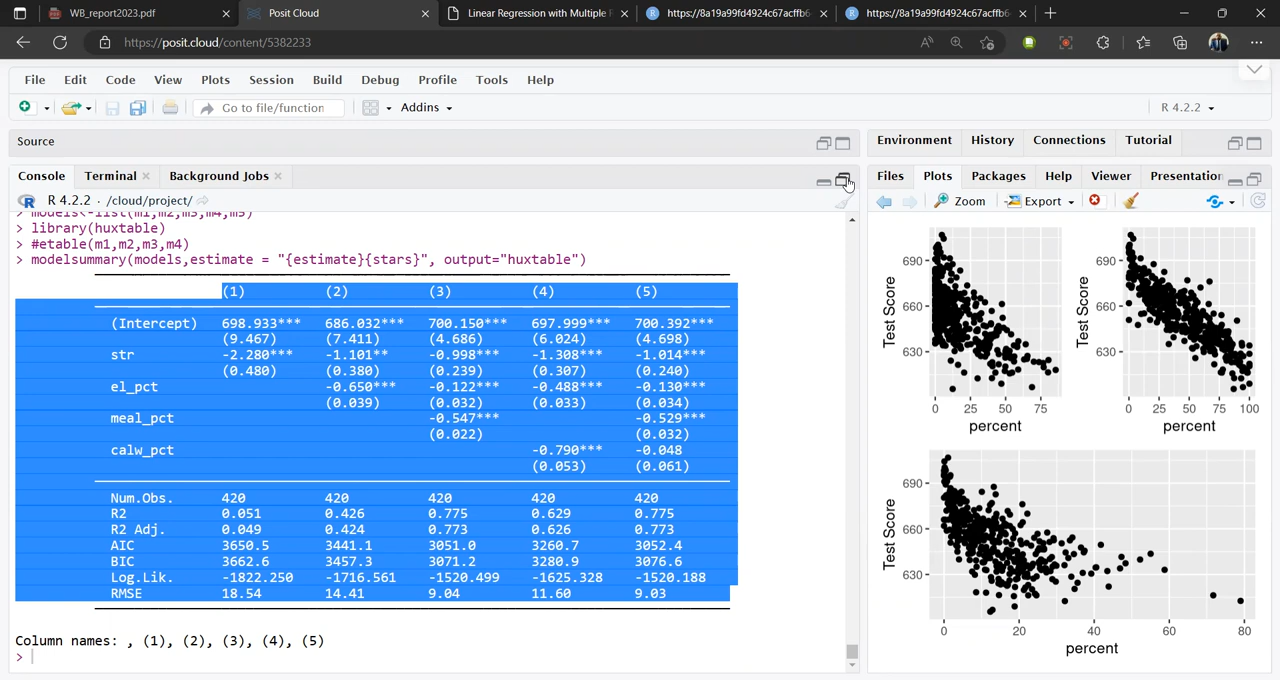 WB_report2023.pdf
Posit Cloud
Linear Regression with Multiple
https://8a19a99fd4924c67acffb6
https://8a19a99fd4924c67acffb6
https://posit.cloud/content/5382233
File Edit Code View Plots Session Build Debug Profile Tools Help
Go to file/function Addins R 4.2.2
Source
Environment History Connections Tutorial
Console Terminal Background Jobs
Files Plots Packages Help Viewer Presentation
R 4.2.2 · /cloud/project/
Zoom Export
> models<-list(m1,m2,m3,m4,m5)
> library(huxtable)
> #etable(m1,m2,m3,m4)
> modelsummary(models,estimate = "{estimate}{stars}", output="huxtable")
(1) (2) (3) (4) (5)
(Intercept) 698.933*** 686.032*** 700.150*** 697.999*** 700.392***
(9.467) (7.411) (4.686) (6.024) (4.698)
str -2.280*** -1.101** -0.998*** -1.308*** -1.014***
(0.480) (0.380) (0.239) (0.307) (0.240)
el_pct -0.650*** -0.122*** -0.488*** -0.130***
(0.039) (0.032) (0.033) (0.034)
meal_pct -0.547*** -0.529***
(0.022) (0.032)
calw_pct -0.790*** -0.048
(0.053) (0.061)
Num.Obs. 420 420 420 420 420
R2 0.051 0.426 0.775 0.629 0.775
R2 Adj. 0.049 0.424 0.773 0.626 0.773
AIC 3650.5 3441.1 3051.0 3260.7 3052.4
BIC 3662.6 3457.3 3071.2 3280.9 3076.6
Log.Lik. -1822.250 -1716.561 -1520.499 -1625.328 -1520.188
RMSE 18.54 14.41 9.04 11.60 9.03
Column names: , (1), (2), (3), (4), (5)
>
Test Score
690
660
630
0 25 50 75
percent
Test Score
690
660
630
0 25 50 75 100
percent
Test Score
690
660
630
0 20 40 60 80
percent